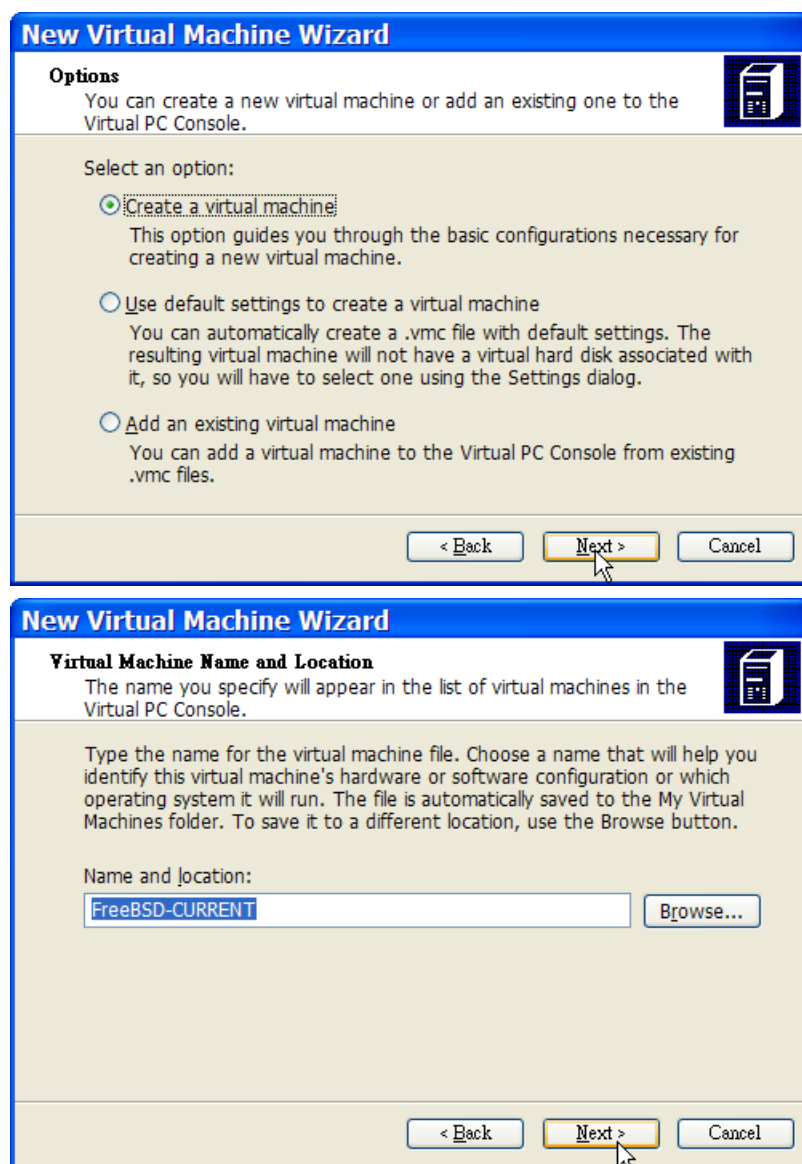 New Virtual Machine Wizard
Options
You can create a new virtual machine or add an existing one to the
Virtual PC Console.
Select an option:
Create a virtual machine
This option guides you through the basic configurations necessary for
creating a new virtual machine.
Use default settings to create a virtual machine
You can automatically create a .vmc file with default settings. The
resulting virtual machine will not have a virtual hard disk associated with
it, so you will have to select one using the Settings dialog.
Add an existing virtual machine
You can add a virtual machine to the Virtual PC Console from existing
.vmc files.
< Back Next > Cancel
New Virtual Machine Wizard
Virtual Machine Name and Location
The name you specify will appear in the list of virtual machines in the
Virtual PC Console.
Type the name for the virtual machine file. Choose a name that will help you
identify this virtual machine's hardware or software configuration or which
operating system it will run. The file is automatically saved to the My Virtual
Machines folder. To save it to a different location, use the Browse button.
Name and location:
FreeBSD-CURRENT Browse...
< Back Next > Cancel